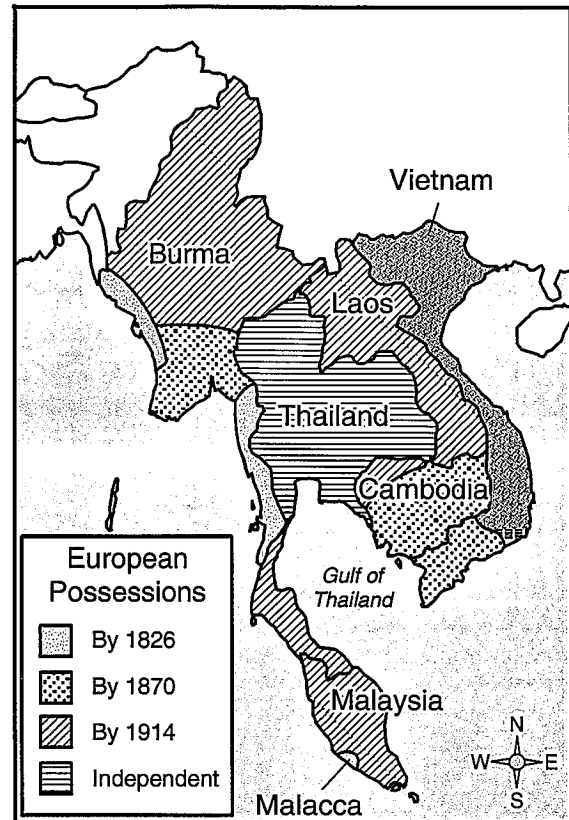 Vietnam
Burma
Laos
Thailand
Cambodia
Gulf of
Thailand
Malaysia
Malacca
European
Possessions
By 1826
By 1870
By 1914
Independent
N
W E
S